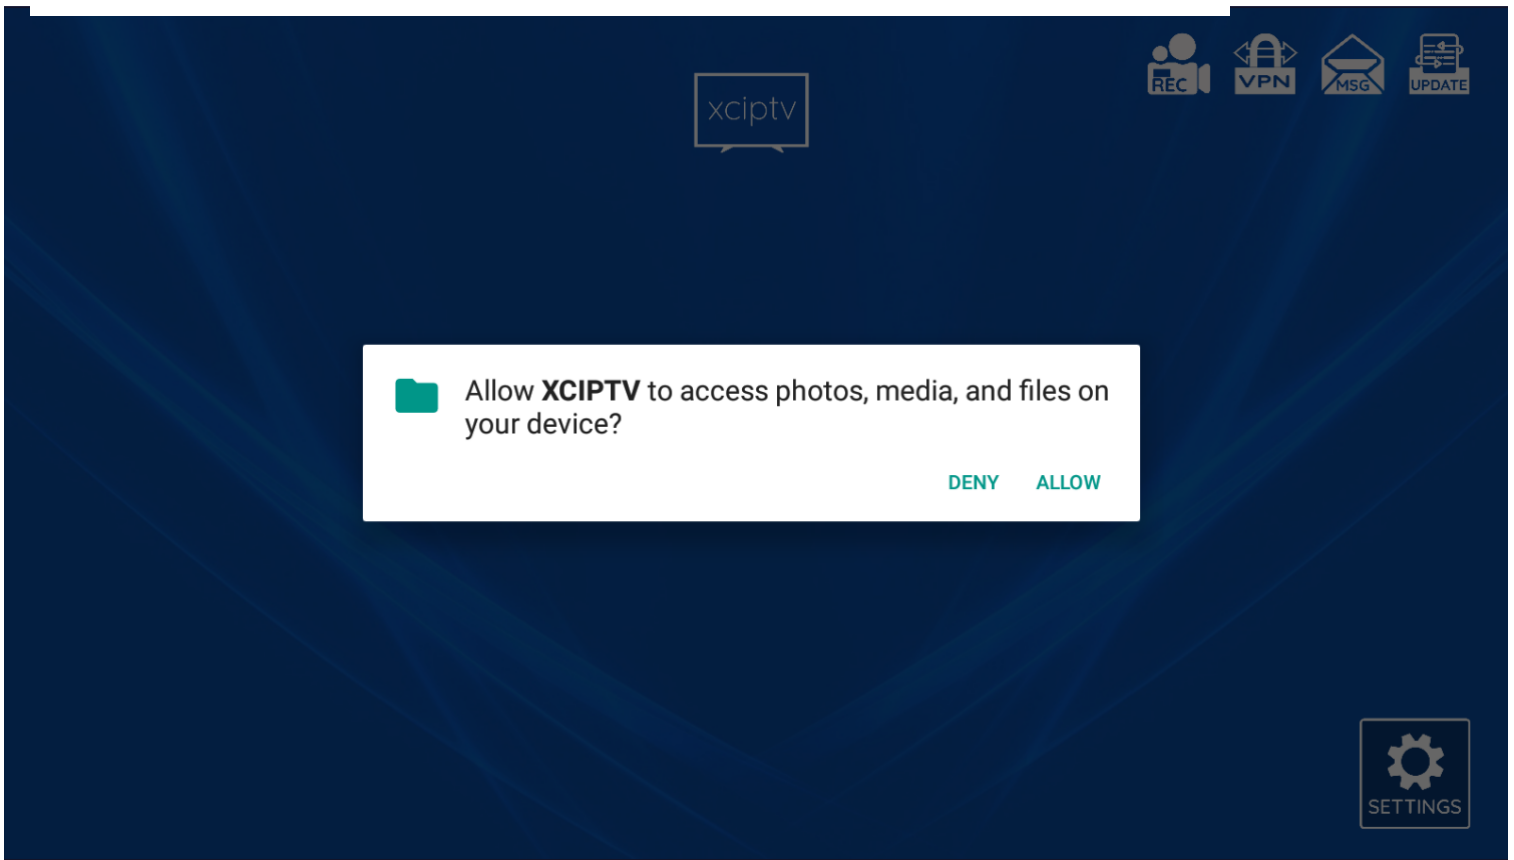 REC
VPN
MSG
UPDATE
xciptv
Allow XCIPTV to access photos, media, and files on
your device?
DENY ALLOW
SETTINGS